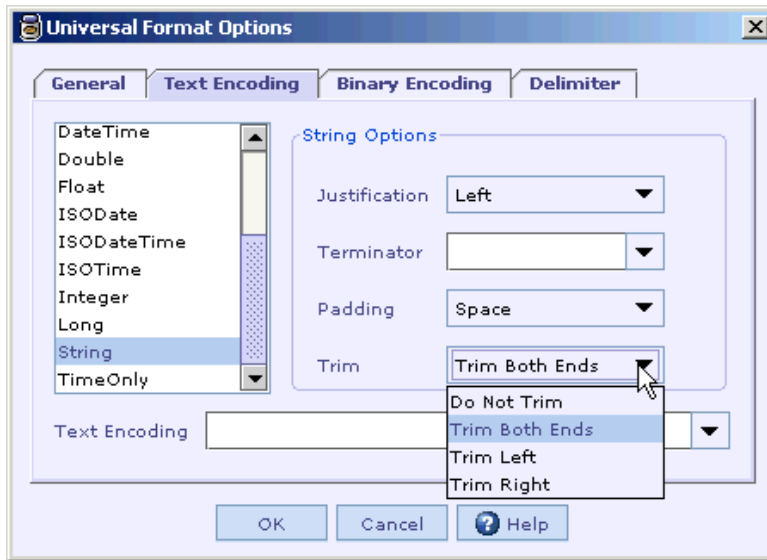 Universal Format Options
General Text Encoding Binary Encoding Delimiter
DateTime
Double
Float
ISODate
ISODateTime
ISOTime
Integer
Long
String
TimeOnly
String Options
Justification Left
Terminator
Padding Space
Trim Trim Both Ends
Do Not Trim
Trim Both Ends
Trim Left
Trim Right
Text Encoding
OK Cancel ? Help